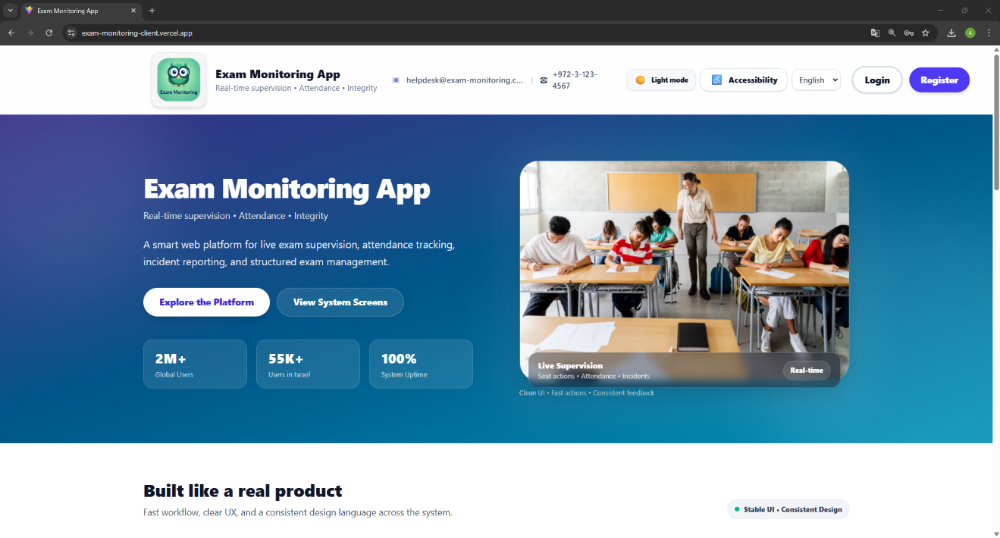 Exam Monitoring App
exam-monitoring-client.vercel.app
A
Exam Monitoring
Exam Monitoring App
Real-time supervision • Attendance • Integrity
helpdesk@exam-monitoring.c...
|
+972-3-123-
4567
Light mode
Accessibility
English
Login
Register
Exam Monitoring App
Real-time supervision • Attendance • Integrity
A smart web platform for live exam supervision, attendance tracking,
incident reporting, and structured exam management.
Explore the Platform
View System Screens
2M+
Global Users
55K+
Users in Israel
100%
System Uptime
Live Supervision
Seat actions • Attendance • Incidents
Real-time
Clean UI • Fast actions • Consistent feedback
Built like a real product
Fast workflow, clear UX, and a consistent design language across the system.
Stable UI • Consistent Design